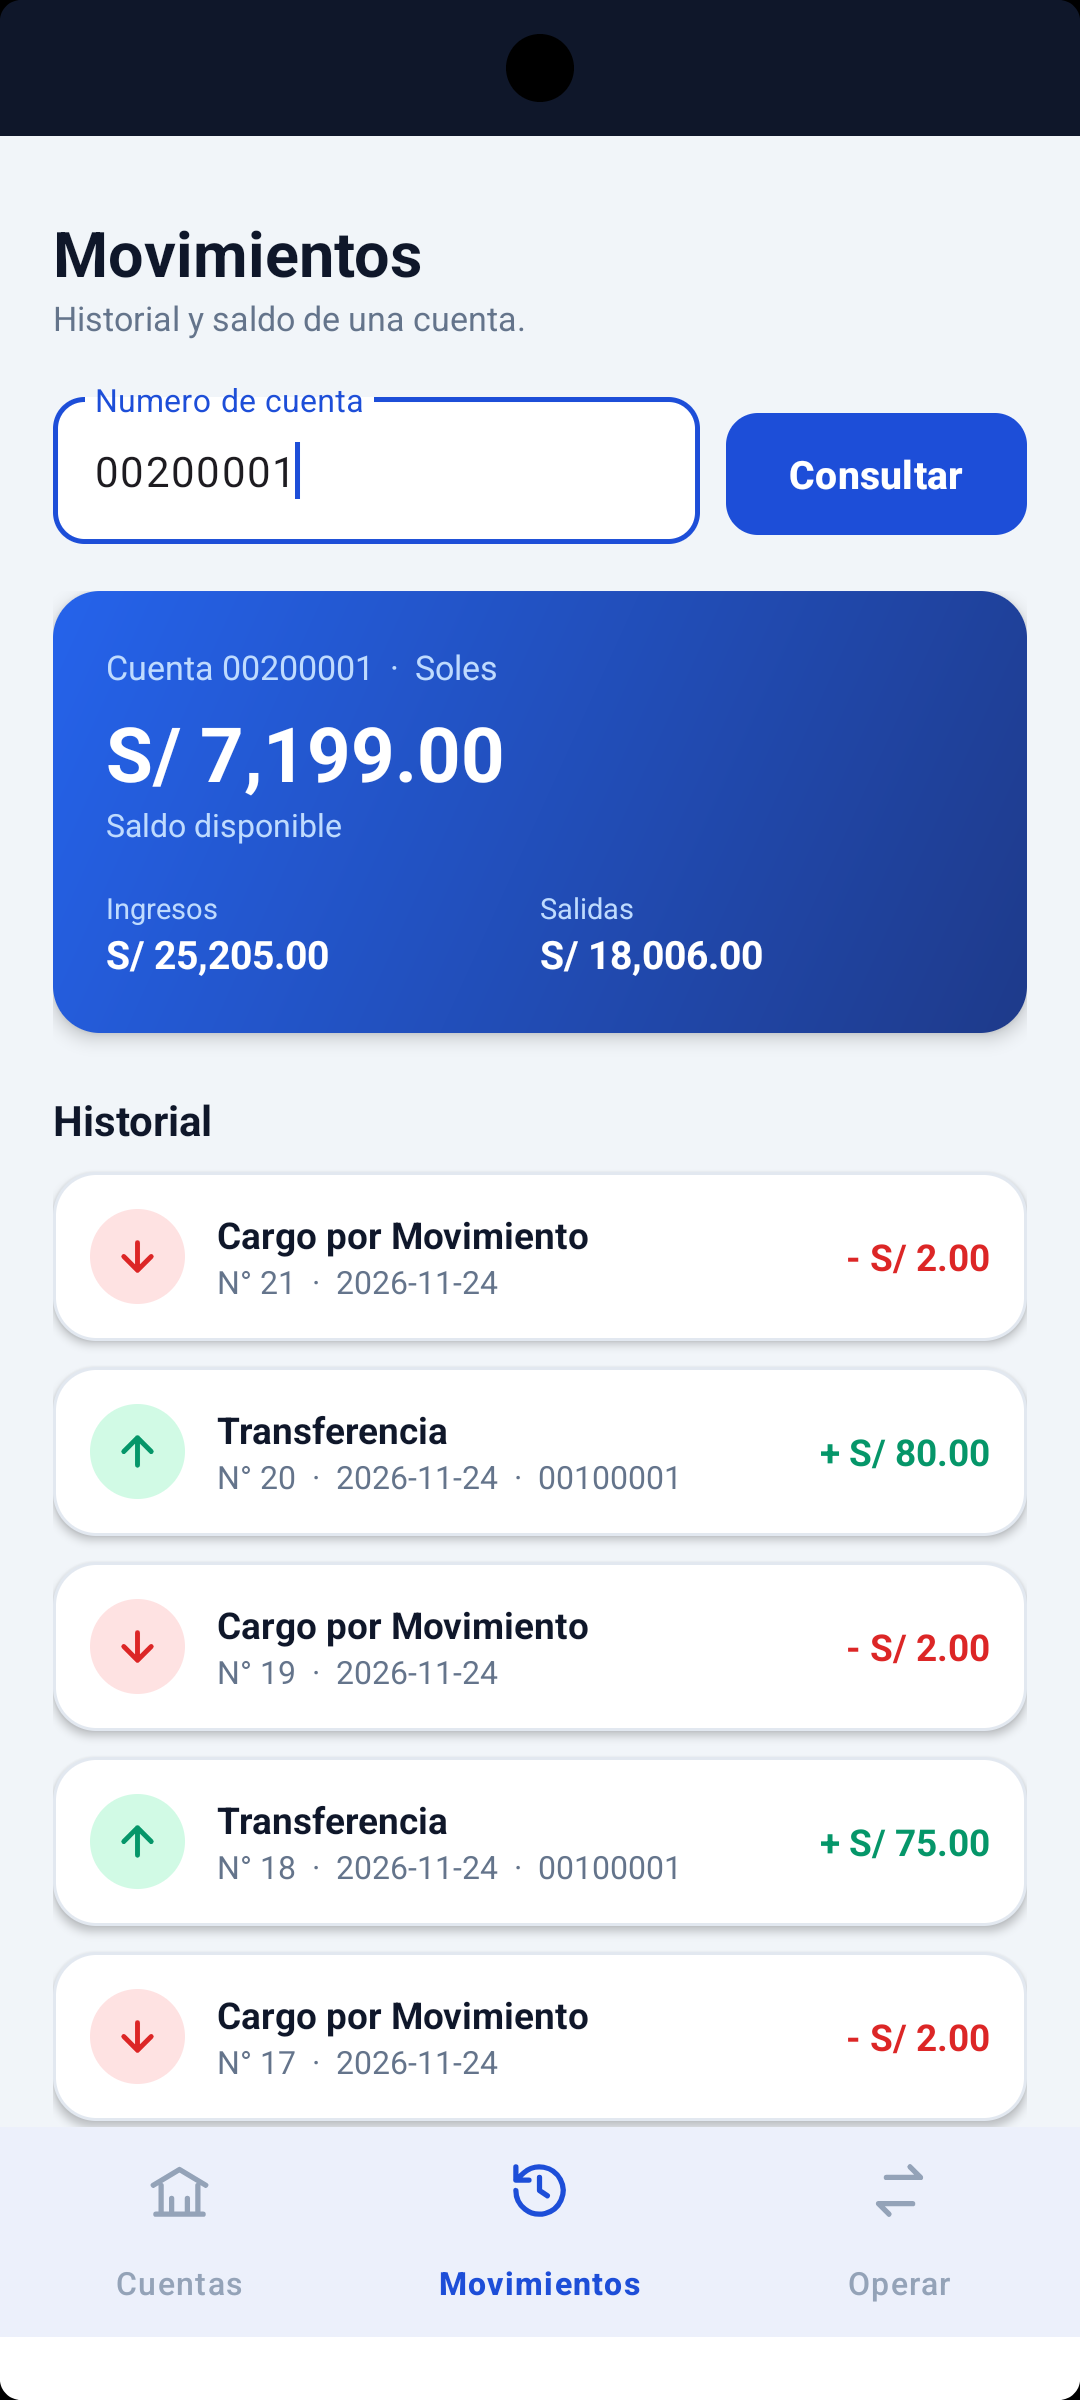 Movimientos
Historial y saldo de una cuenta.
Numero de cuenta
00200001
Consultar
Cuenta 00200001 · Soles
S/ 7,199.00
Saldo disponible
Ingresos Salidas
S/ 25,205.00 S/ 18,006.00
Historial
Cargo por Movimiento
N° 21 · 2026-11-24
- S/ 2.00
Transferencia
N° 20 · 2026-11-24 · 00100001
+ S/ 80.00
Cargo por Movimiento
N° 19 · 2026-11-24
- S/ 2.00
Transferencia
N° 18 · 2026-11-24 · 00100001
+ S/ 75.00
Cargo por Movimiento
N° 17 · 2026-11-24
- S/ 2.00
Cuentas Movimientos Operar